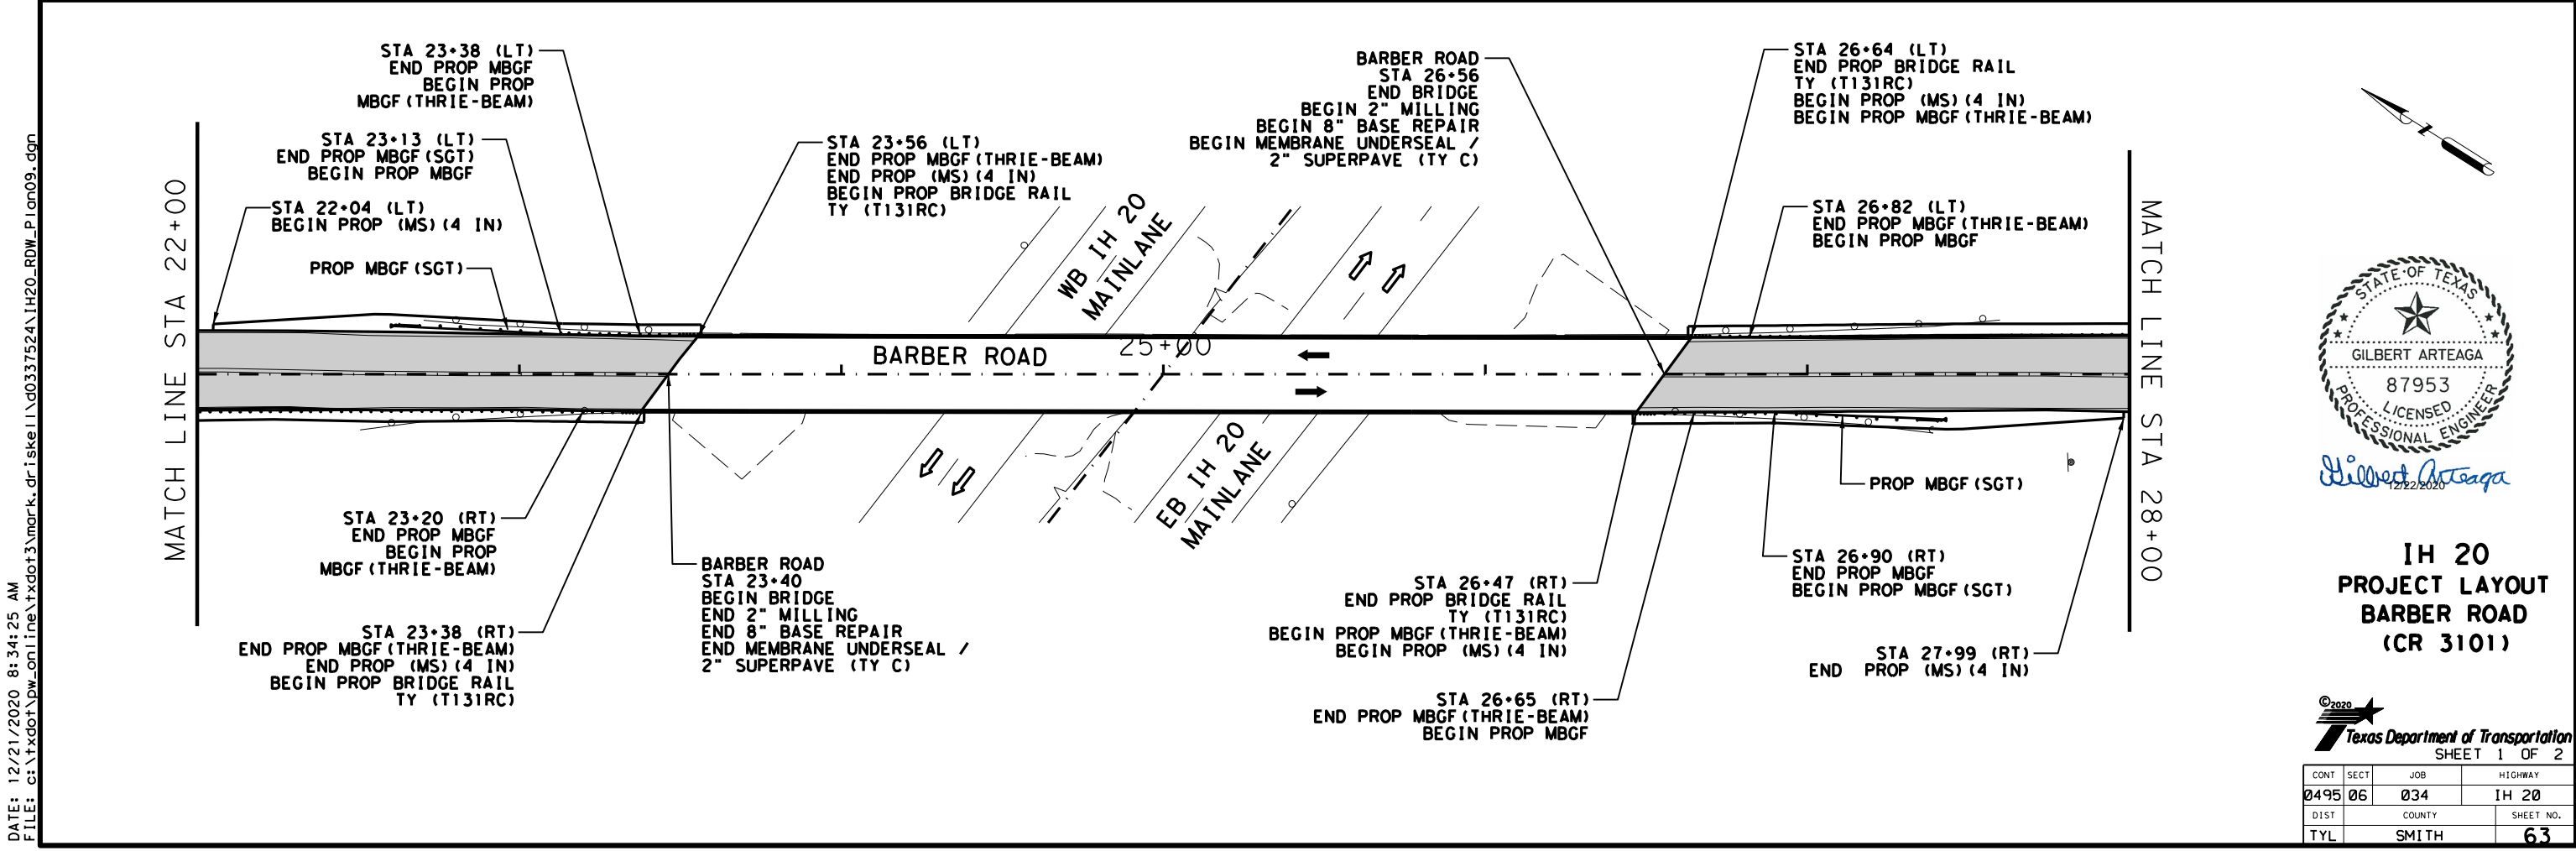 STA 23+38 (LT)
END PROP MBGF
BEGIN PROP
MBGF(THRIE-BEAM)
STA 23+13 (LT)
END PROP MBGF(SGT)
BEGIN PROP MBGF
STA 22+04 (LT)
BEGIN PROP (MS)(4 IN)
PROP MBGF(SGT)
STA 23+56 (LT)
END PROP MBGF(THRIE-BEAM)
END PROP (MS)(4 IN)
BEGIN PROP BRIDGE RAIL
TY (T131RC)
BARBER ROAD
STA 26+56
END BRIDGE
BEGIN 2" MILLING
BEGIN 8" BASE REPAIR
BEGIN MEMBRANE UNDERSEAL /
2" SUPERPAVE (TY C)
STA 26+64 (LT)
END PROP BRIDGE RAIL
TY (T131RC)
BEGIN PROP (MS)(4 IN)
BEGIN PROP MBGF(THRIE-BEAM)
STA 26+82 (LT)
END PROP MBGF(THRIE-BEAM)
BEGIN PROP MBGF
MATCH LINE STA 22+00
WB IH 20
MAINLANE
BARBER ROAD
25+00
EB IH 20
MAINLANE
MATCH LINE STA 28+00
STA 23+20 (RT)
END PROP MBGF
BEGIN PROP
MBGF(THRIE-BEAM)
STA 23+38 (RT)
END PROP MBGF(THRIE-BEAM)
END PROP (MS)(4 IN)
BEGIN PROP BRIDGE RAIL
TY (T131RC)
BARBER ROAD
STA 23+40
BEGIN BRIDGE
END 2" MILLING
END 8" BASE REPAIR
END MEMBRANE UNDERSEAL /
2" SUPERPAVE (TY C)
STA 26+47 (RT)
END PROP BRIDGE RAIL
TY (T131RC)
BEGIN PROP MBGF(THRIE-BEAM)
BEGIN PROP (MS)(4 IN)
STA 26+65 (RT)
END PROP MBGF(THRIE-BEAM)
BEGIN PROP MBGF
PROP MBGF(SGT)
STA 26+90 (RT)
END PROP MBGF
BEGIN PROP MBGF(SGT)
STA 27+99 (RT)
END PROP (MS)(4 IN)
Z
STATE OF TEXAS
GILBERT ARTEAGA
87953
LICENSED
PROFESSIONAL ENGINEER
Gilbert Arteaga
12/22/2020
IH 20
PROJECT LAYOUT
BARBER ROAD
(CR 3101)
©2020
Texas Department of Transportation
SHEET 1 OF 2
CONT SECT JOB HIGHWAY
0495 06 034 IH 20
DIST COUNTY SHEET NO.
TYL SMITH 63
DATE: 12/21/2020 8:34:25 AM
FILE: c:\txdot\pw_online\txdot3\mark.driskell\d0337524\IH20_RDW_Plan09.dgn